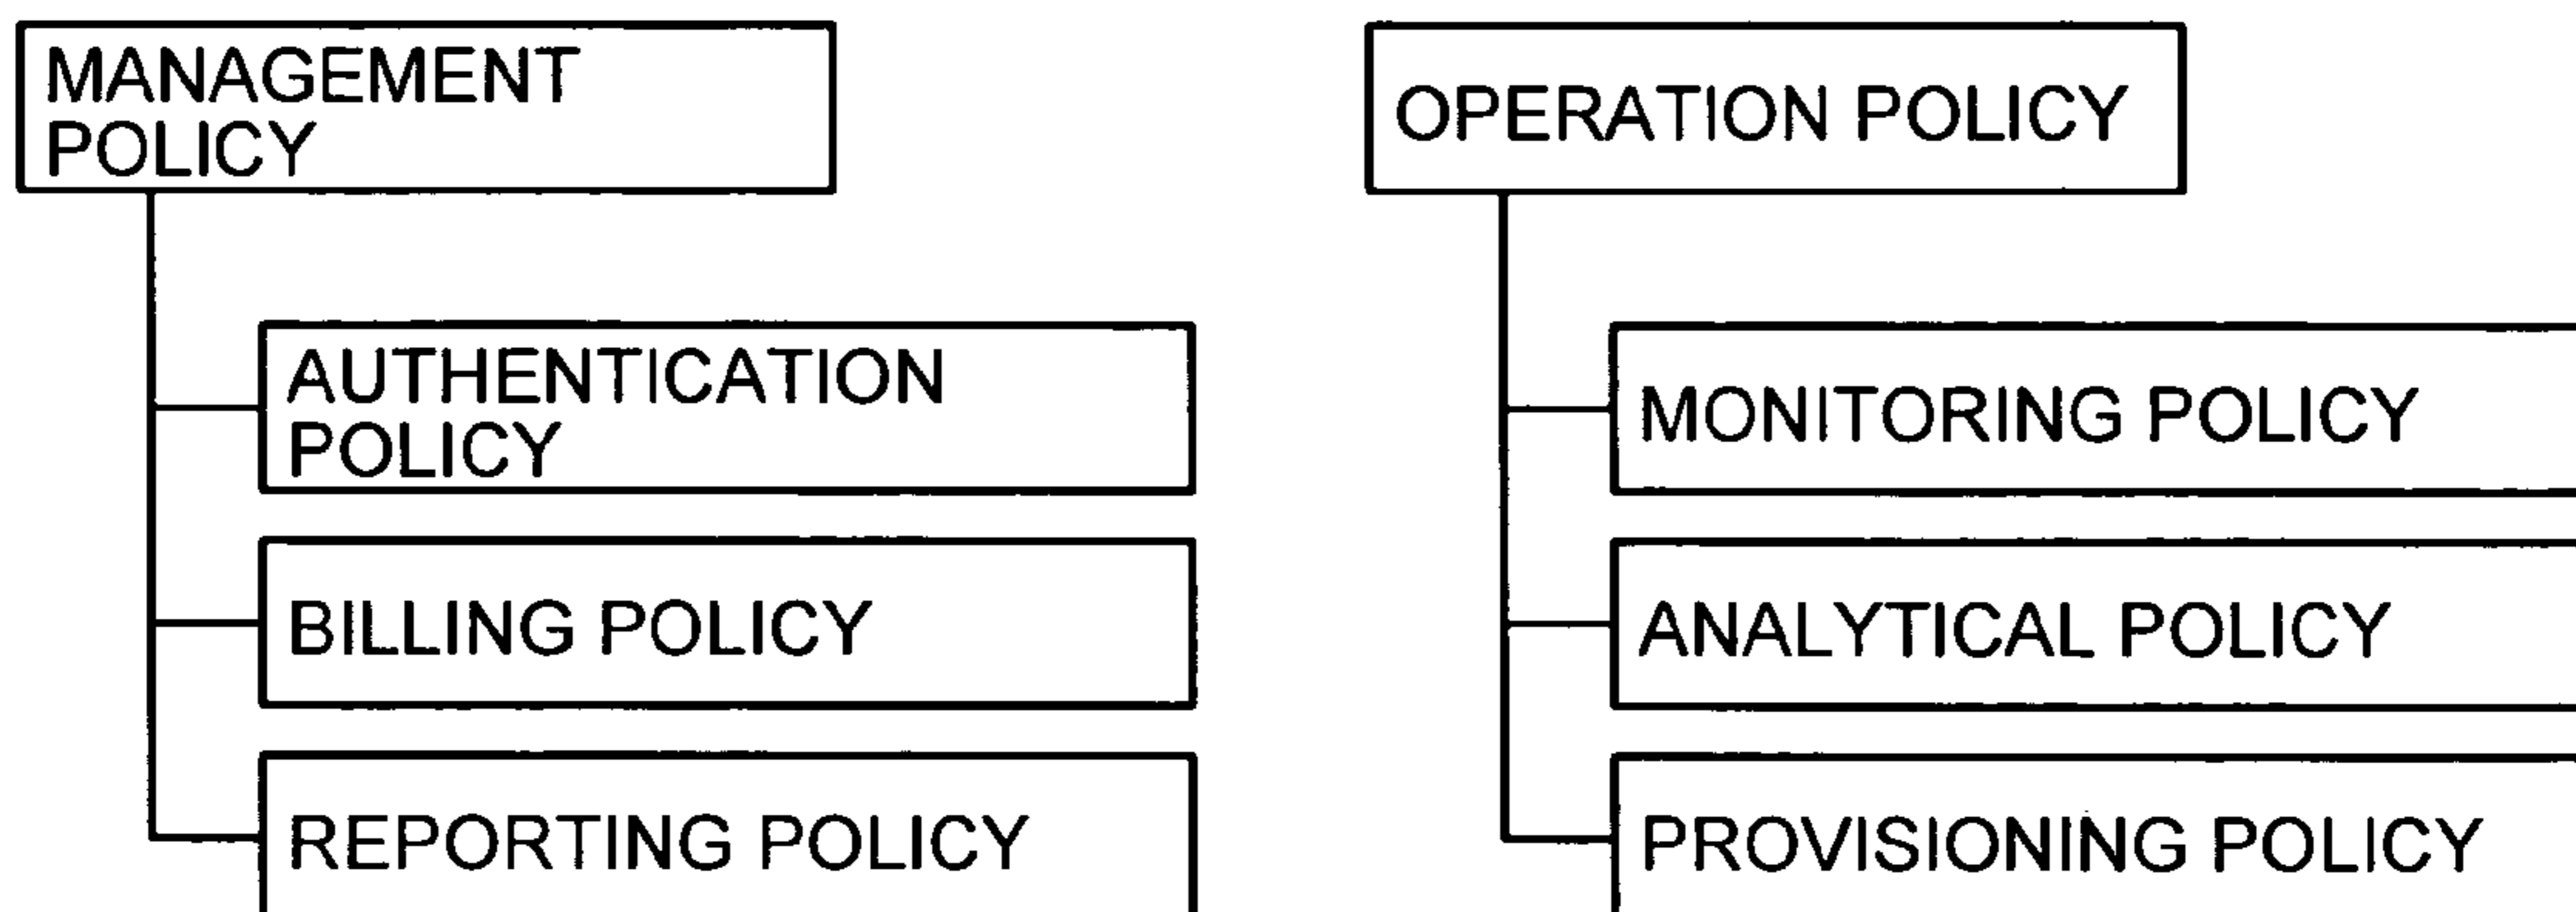 MANAGEMENT
POLICY
AUTHENTICATION
POLICY
BILLING POLICY
REPORTING POLICY
OPERATION POLICY
MONITORING POLICY
ANALYTICAL POLICY
PROVISIONING POLICY